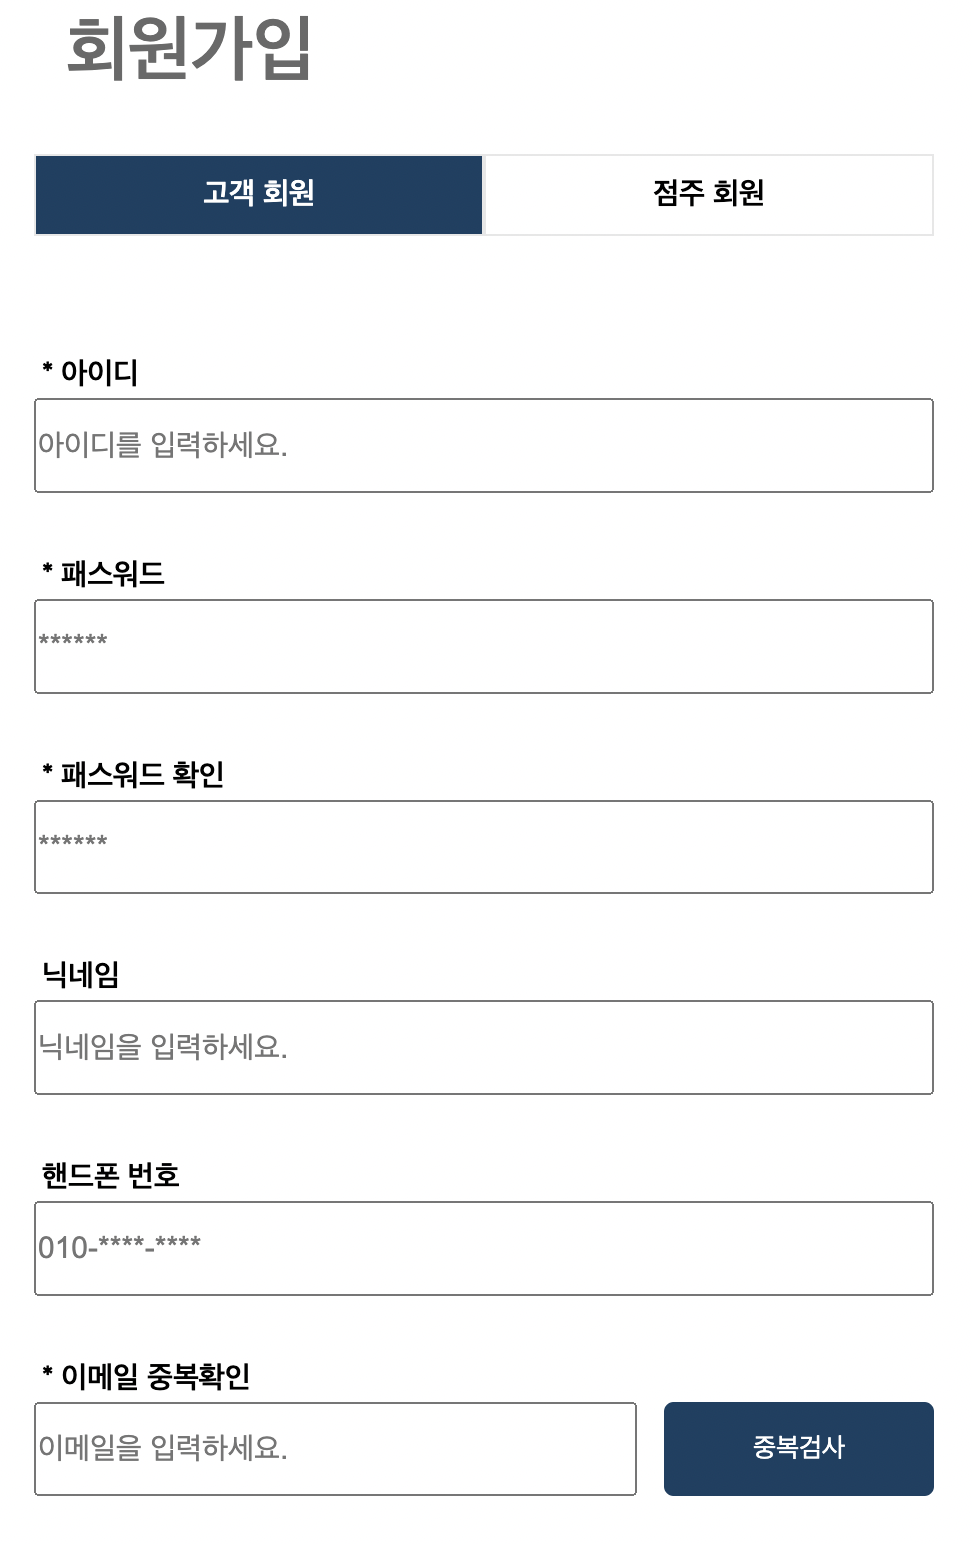 회원가입
고객 회원 점주 회원
* 아이디
아이디를 입력하세요.
* 패스워드
******
* 패스워드 확인
******
닉네임
닉네임을 입력하세요.
핸드폰 번호
010-****-****
* 이메일 중복확인
이메일을 입력하세요. 중복검사